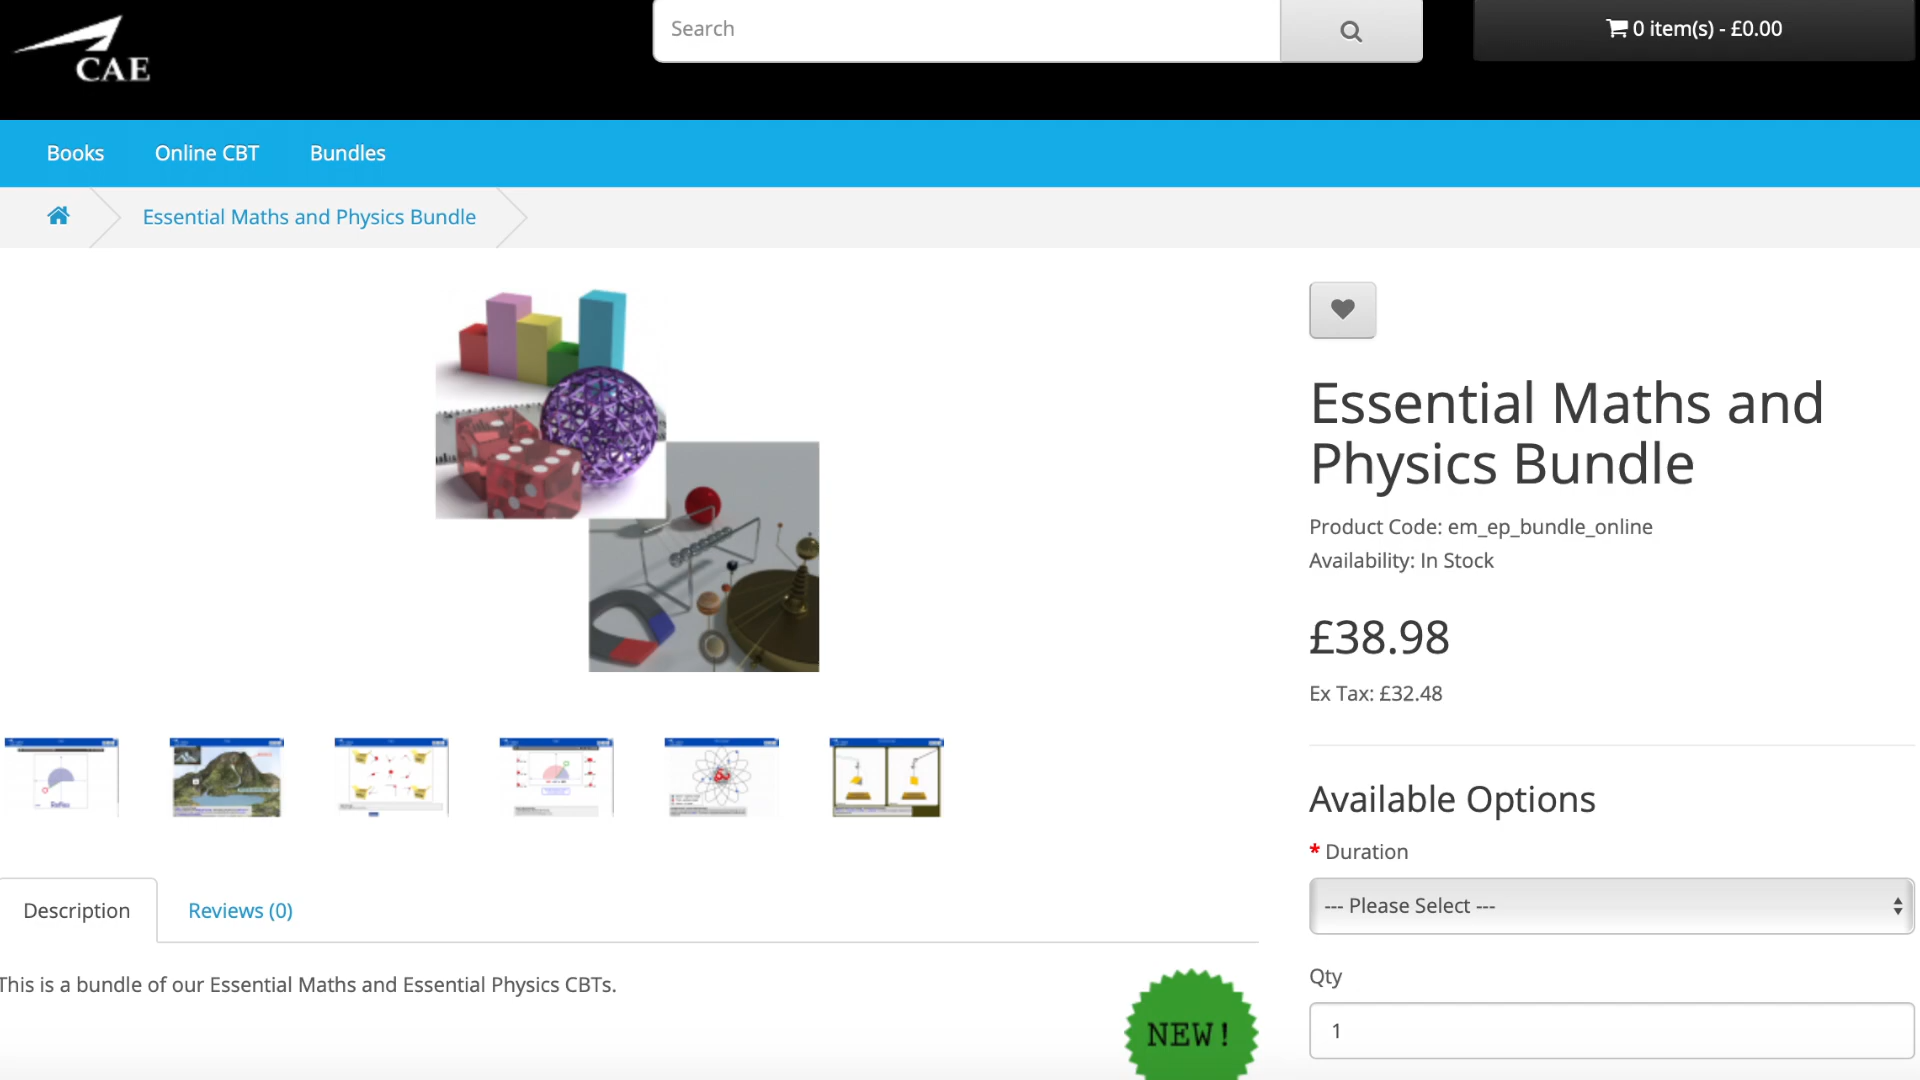 CAE
Search
0 item(s) - £0.00
Books
Online CBT
Bundles
Essential Maths and Physics Bundle
Essential Maths and
Physics Bundle
Product Code: em_ep_bundle_online
Availability: In Stock
£38.98
Ex Tax: £32.48
Available Options
* Duration
--- Please Select ---
Qty
1
Description
Reviews (0)
This is a bundle of our Essential Maths and Essential Physics CBTs.
NEW!